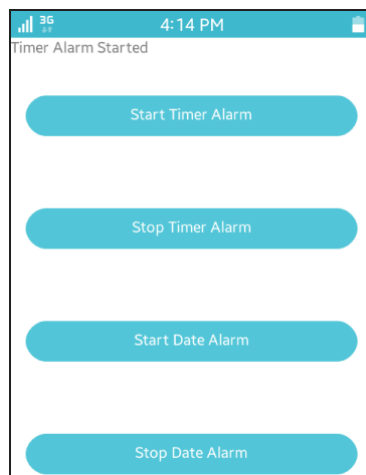 3G
4:14 PM
Timer Alarm Started
Start Timer Alarm
Stop Timer Alarm
Start Date Alarm
Stop Date Alarm